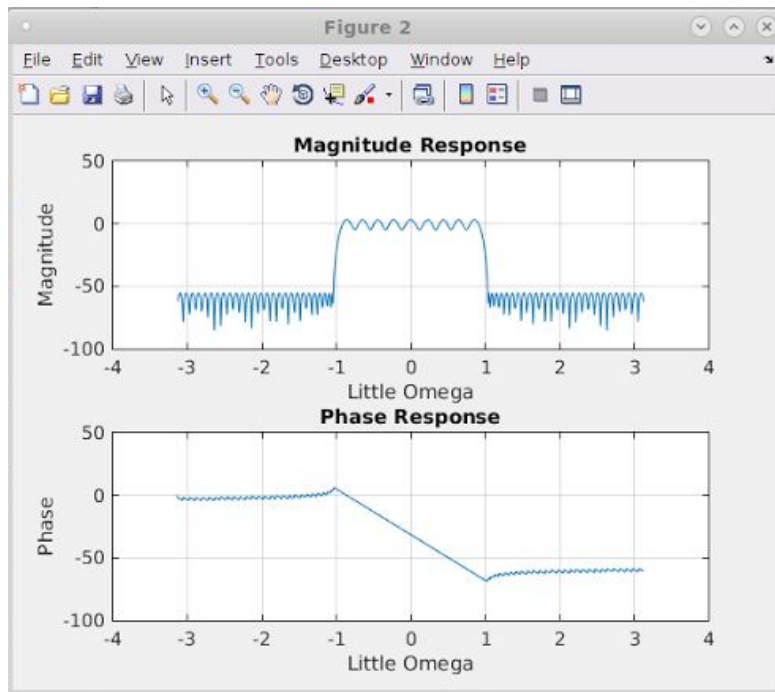 Figure 2
File Edit View Insert Tools Desktop Window Help
Magnitude Response
Magnitude
50
0
-50
-100
-4 -3 -2 -1 0 1 2 3 4
Little Omega
Phase Response
Phase
50
0
-50
-100
-4 -3 -2 -1 0 1 2 3 4
Little Omega